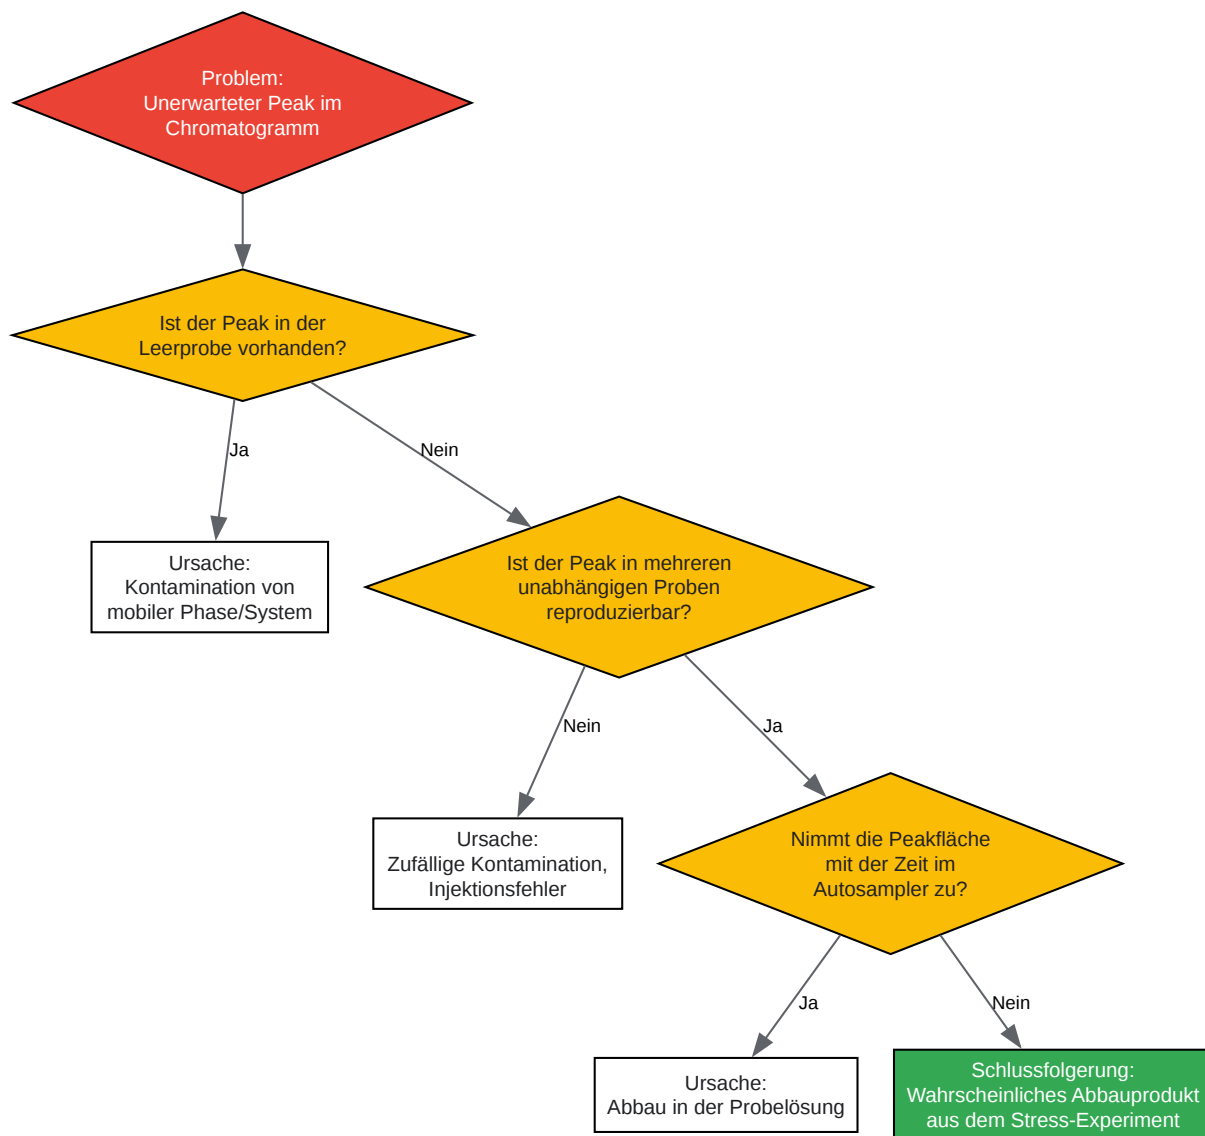 Problem:
Unerwarteter Peak im
Chromatogramm
Ist der Peak in der
Leerprobe vorhanden?
Ja
Nein
Ursache:
Kontamination von
mobiler Phase/System
Ist der Peak in mehreren
unabhängigen Proben
reproduzierbar?
Nein
Ja
Ursache:
Zufällige Kontamination,
Injektionsfehler
Nimmt die Peakfläche
mit der Zeit im
Autosampler zu?
Ja
Nein
Ursache:
Abbau in der Probelösung
Schlussfolgerung:
Wahrscheinliches Abbauprodukt
aus dem Stress-Experiment